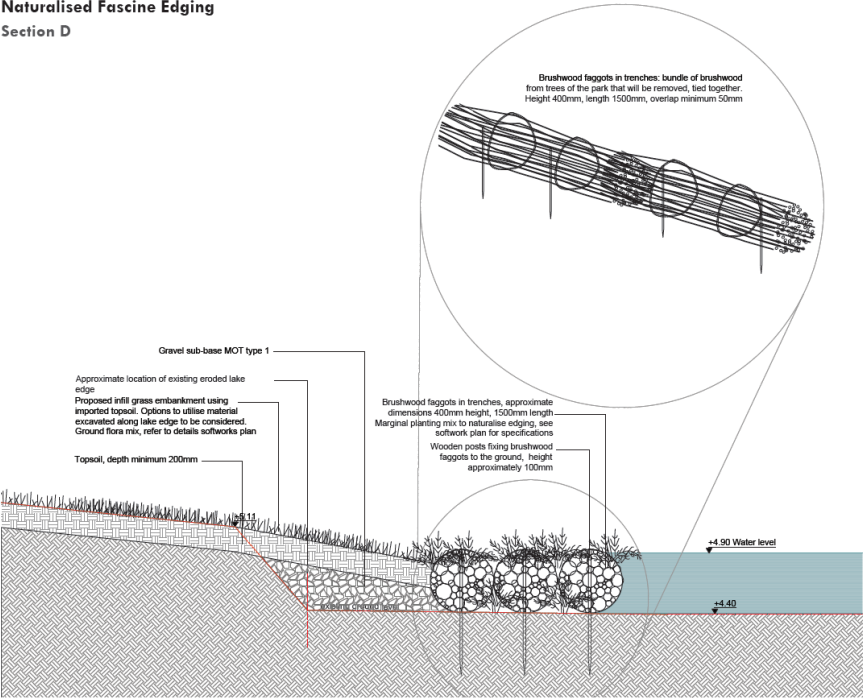 Naturalised Fascine Edging
Section D
Brushwood faggots in trenches: bundle of brushwood
from trees of the park that will be removed, tied together.
Height 400mm, length 1500mm, overlap minimum 50mm
Gravel sub-base MOT type 1
Approximate location of existing eroded lake
edge
Proposed infill grass embankment using
imported topsoil. Options to utilise material
excavated along lake edge to be considered.
Ground flora mix, refer to details softworks plan
Topsoil, depth minimum 200mm
Brushwood faggots in trenches, approximate
dimensions 400mm height, 1500mm length
Marginal planting mix to naturalise edging, see
softwork plan for specifications
Wooden posts fixing brushwood
faggots to the ground, height
approximately 100mm
+5.11
+4.90 Water level
+4.40
existing ground level